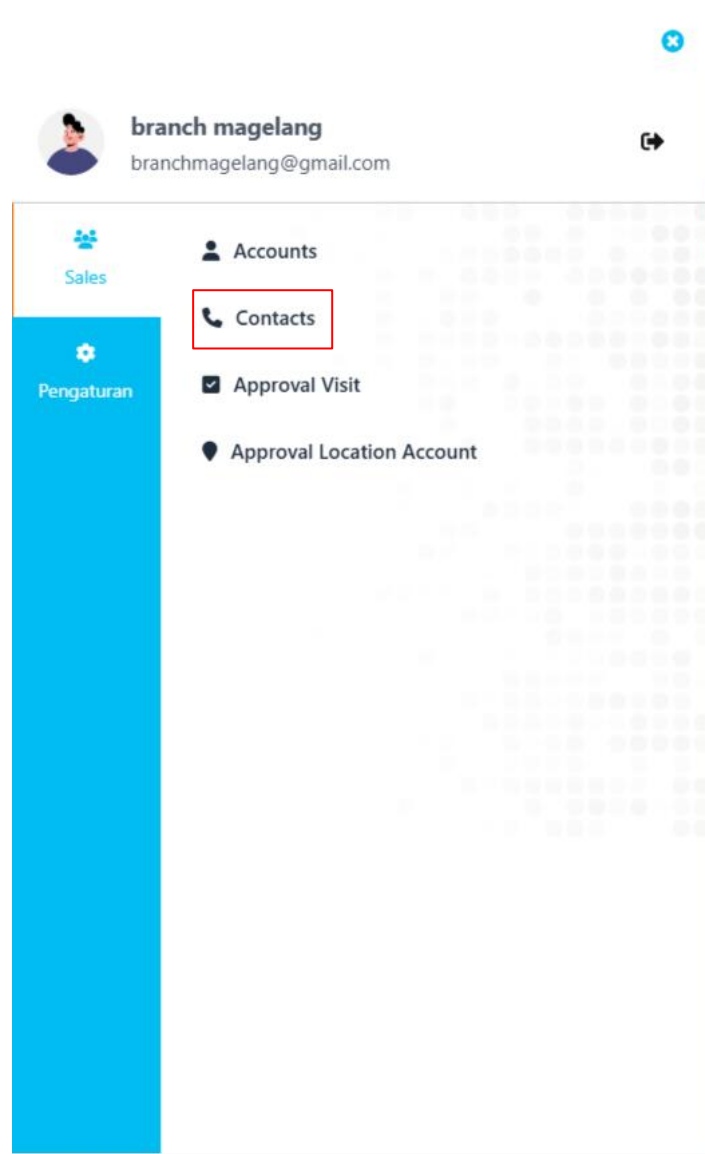 branch magelang
branchmagelang@gmail.com
Sales
Pengaturan
Accounts
Contacts
Approval Visit
Approval Location Account